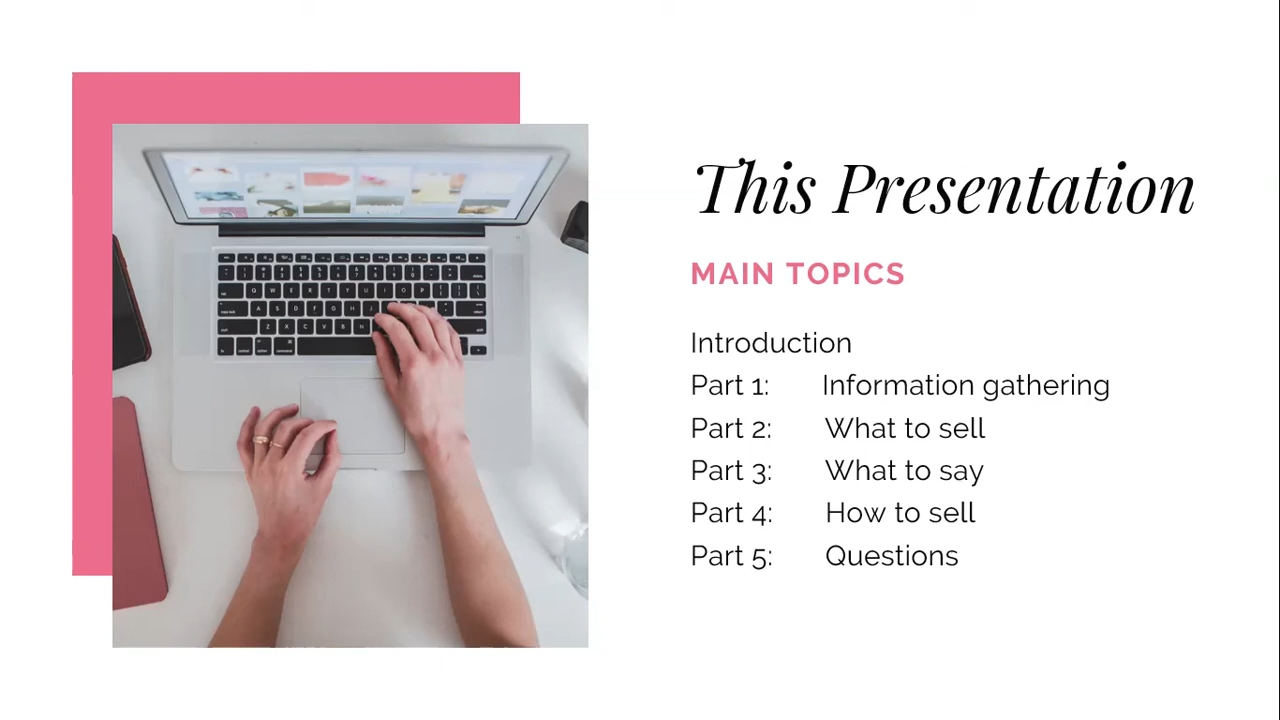 This Presentation
MAIN TOPICS
Introduction
Part 1: Information gathering
Part 2: What to sell
Part 3: What to say
Part 4: How to sell
Part 5: Questions